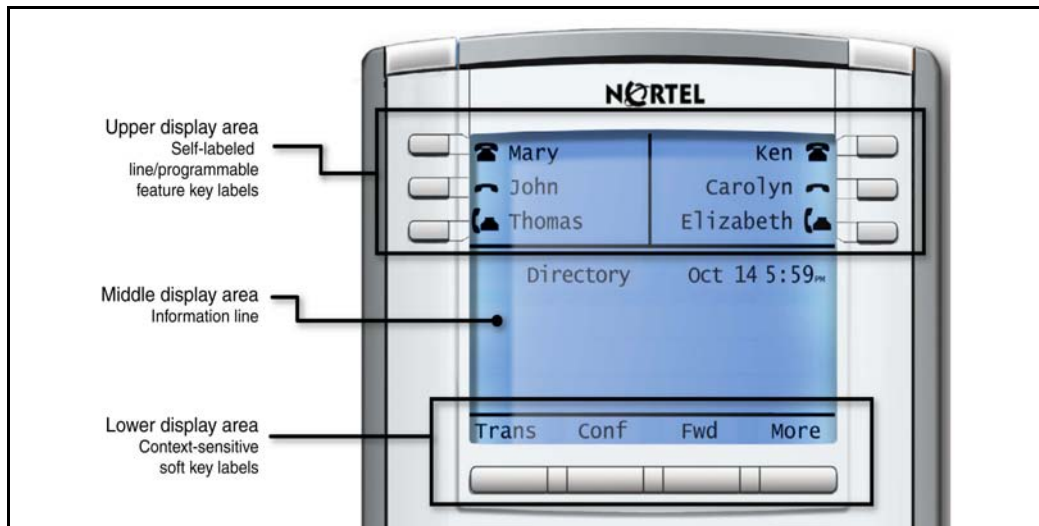 NORTEL
Upper display area
Self-labeled
line/programmable
feature key labels
Mary
Ken
John
Carolyn
Thomas
Elizabeth
Directory Oct 14 5:59PM
Middle display area
Information line
Lower display area
Context-sensitive
soft key labels
Trans Conf Fwd More